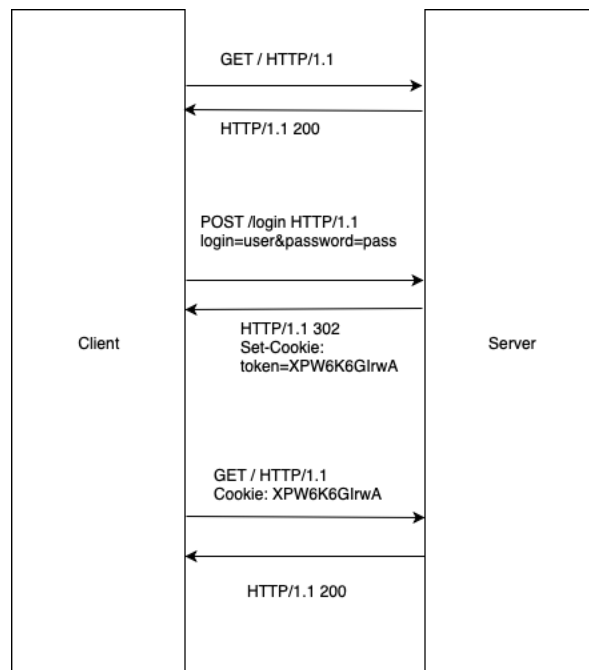 GET / HTTP/1.1
HTTP/1.1 200
POST /login HTTP/1.1
login=user&password=pass
Client
HTTP/1.1 302
Set-Cookie:
token=XPW6K6GIrwA
Server
GET / HTTP/1.1
Cookie: XPW6K6GIrwA
HTTP/1.1 200